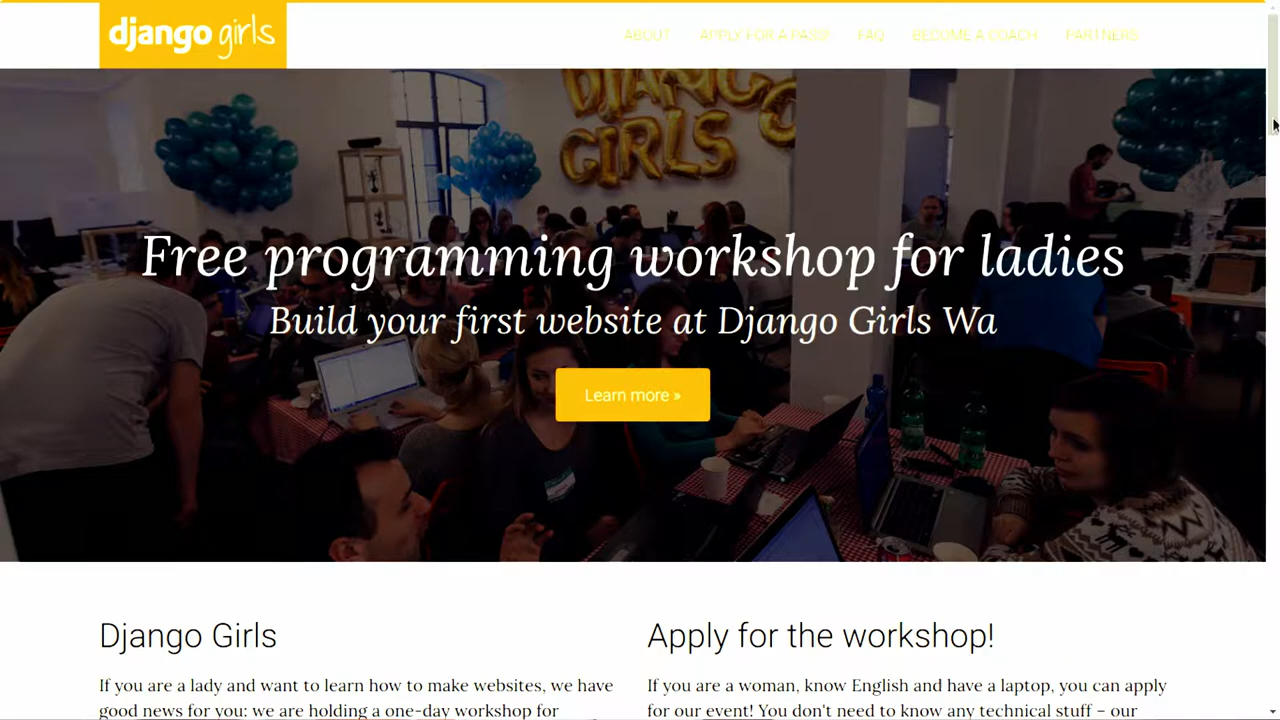 django girls
ABOUT APPLY FOR A PASS! FAQ BECOME A COACH PARTNERS
DJANGO
GIRLS
Free programming workshop for ladies
Build your first website at Django Girls Wa
Learn more »
Django Girls
If you are a lady and want to learn how to make websites, we have
good news for you: we are holding a one-day workshop for
Apply for the workshop!
If you are a woman, know English and have a laptop, you can apply
for our event! You don't need to know any technical stuff – our